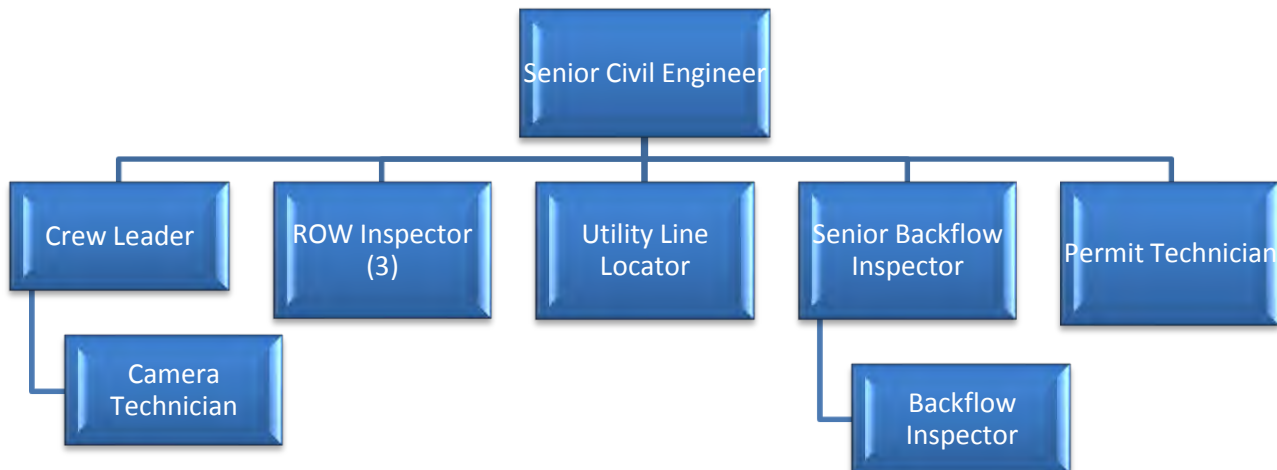 Senior Civil Engineer
Crew Leader
ROW Inspector
(3)
Utility Line
Locator
Senior Backflow
Inspector
Permit Technician
Camera
Technician
Backflow
Inspector